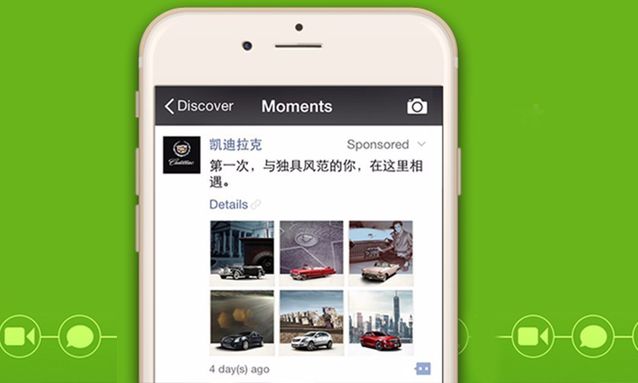 Discover
Moments
凯迪拉克
Sponsored
Cadillac
第一次，与独具风范的你，在这里相
遇。
Details
4 day(s) ago